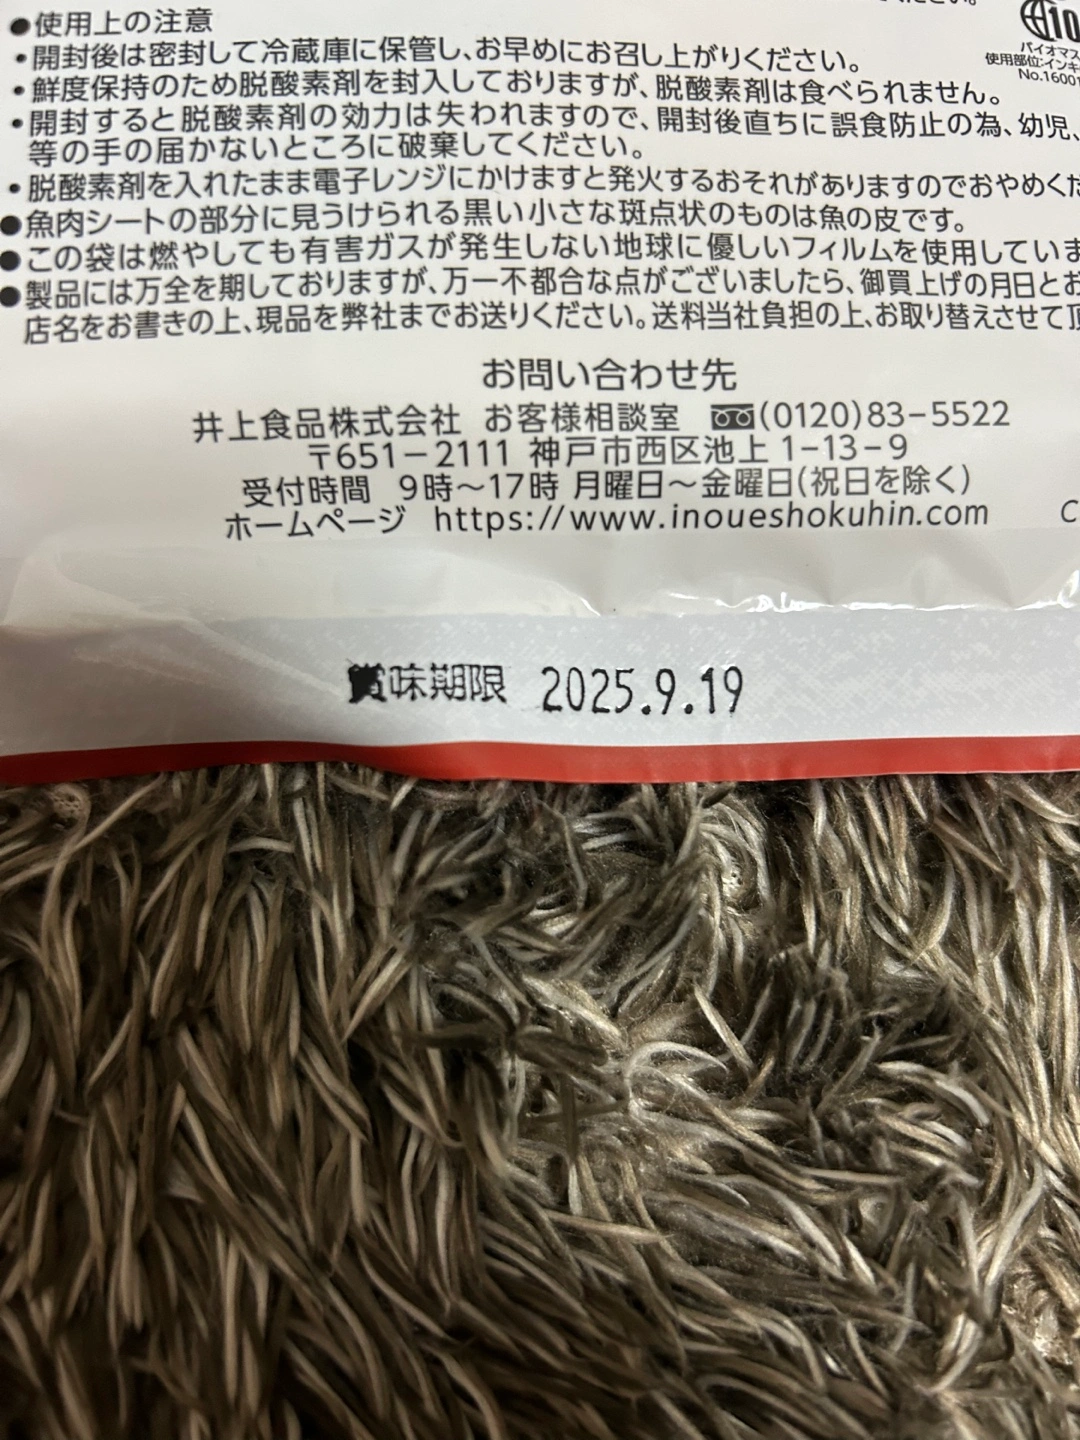 ●使用上の注意
・開封後は密封して冷蔵庫に保管し、お早めにお召し上がりください。
・鮮度保持のため脱酸素剤を封入しておりますが、脱酸素剤は食べられません。
・開封すると脱酸素剤の効力は失われますので、開封後直ちに誤食防止の為、幼児、
等の手の届かないところに破棄してください。
・脱酸素剤を入れたまま電子レンジにかけますと発火するおそれがありますのでおやめくだ
●魚肉シートの部分に見うけられる黒い小さな斑点状のものは魚の皮です。
●この袋は燃やしても有害ガスが発生しない地球に優しいフィルムを使用していま
●製品には万全を期しておりますが、万一不都合な点がございましたら、御買上げの月日とお
店名をお書きの上、現品を弊社までお送りください。送料当社負担の上、お取り替えさせて頂
10
バイオマス
使用部位:インキ
No.16001
お問い合わせ先
井上食品株式会社 お客様相談室 (0120)83-5522
〒651-2111 神戸市西区池上1-13-9
受付時間 9時〜17時 月曜日〜金曜日(祝日を除く)
ホームページ https://www.inoueshokuhin.com
賞味期限 2025.9.19